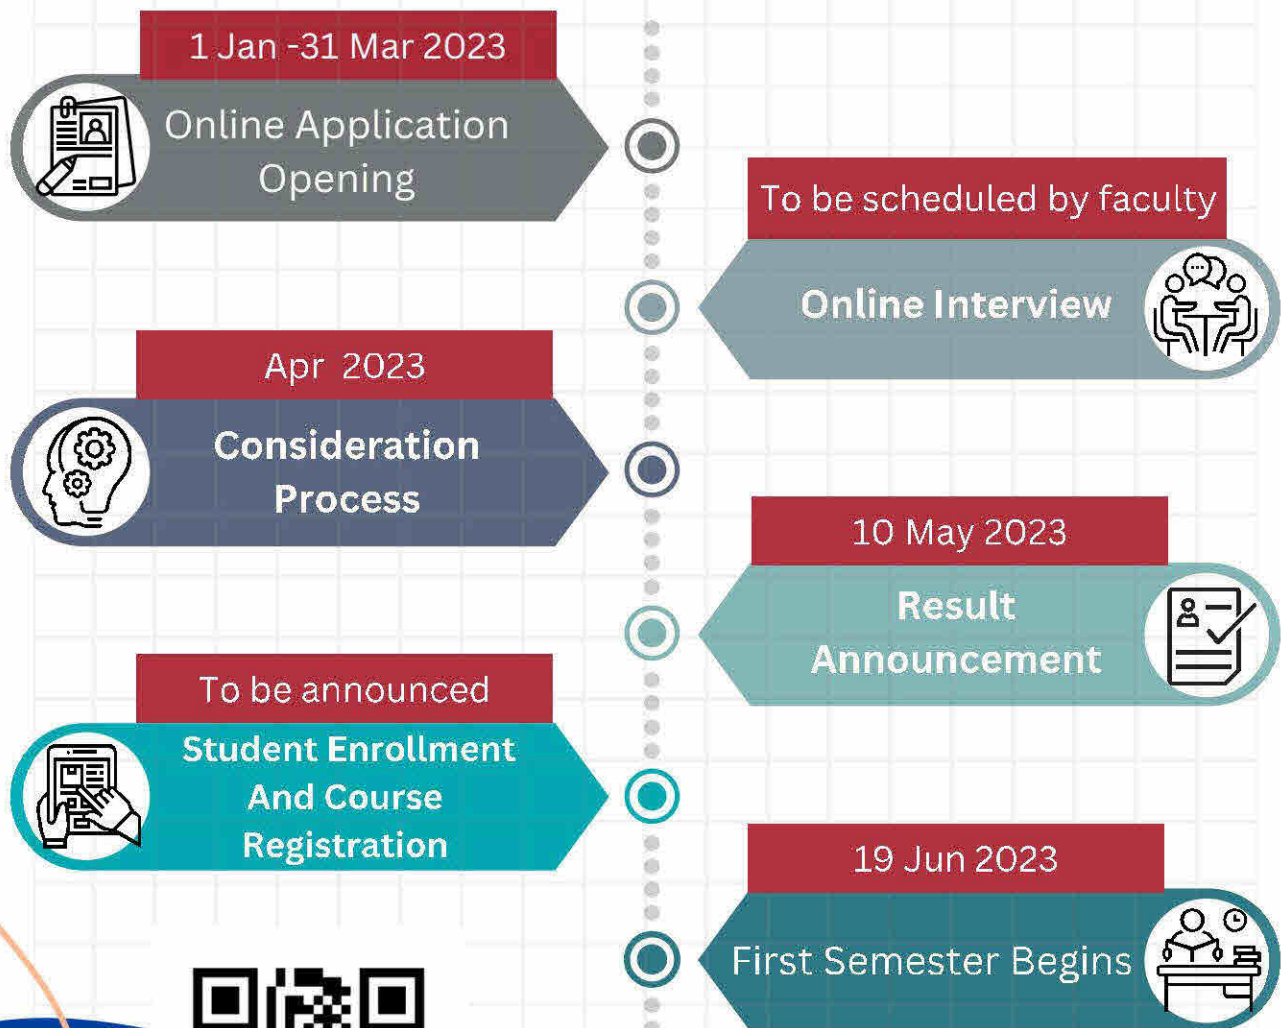 1 Jan -31 Mar 2023
Online Application
Opening
To be scheduled by faculty
Online Interview
Apr 2023
Consideration
Process
10 May 2023
Result
Announcement
To be announced
Student Enrollment
And Course
Registration
19 Jun 2023
First Semester Begins